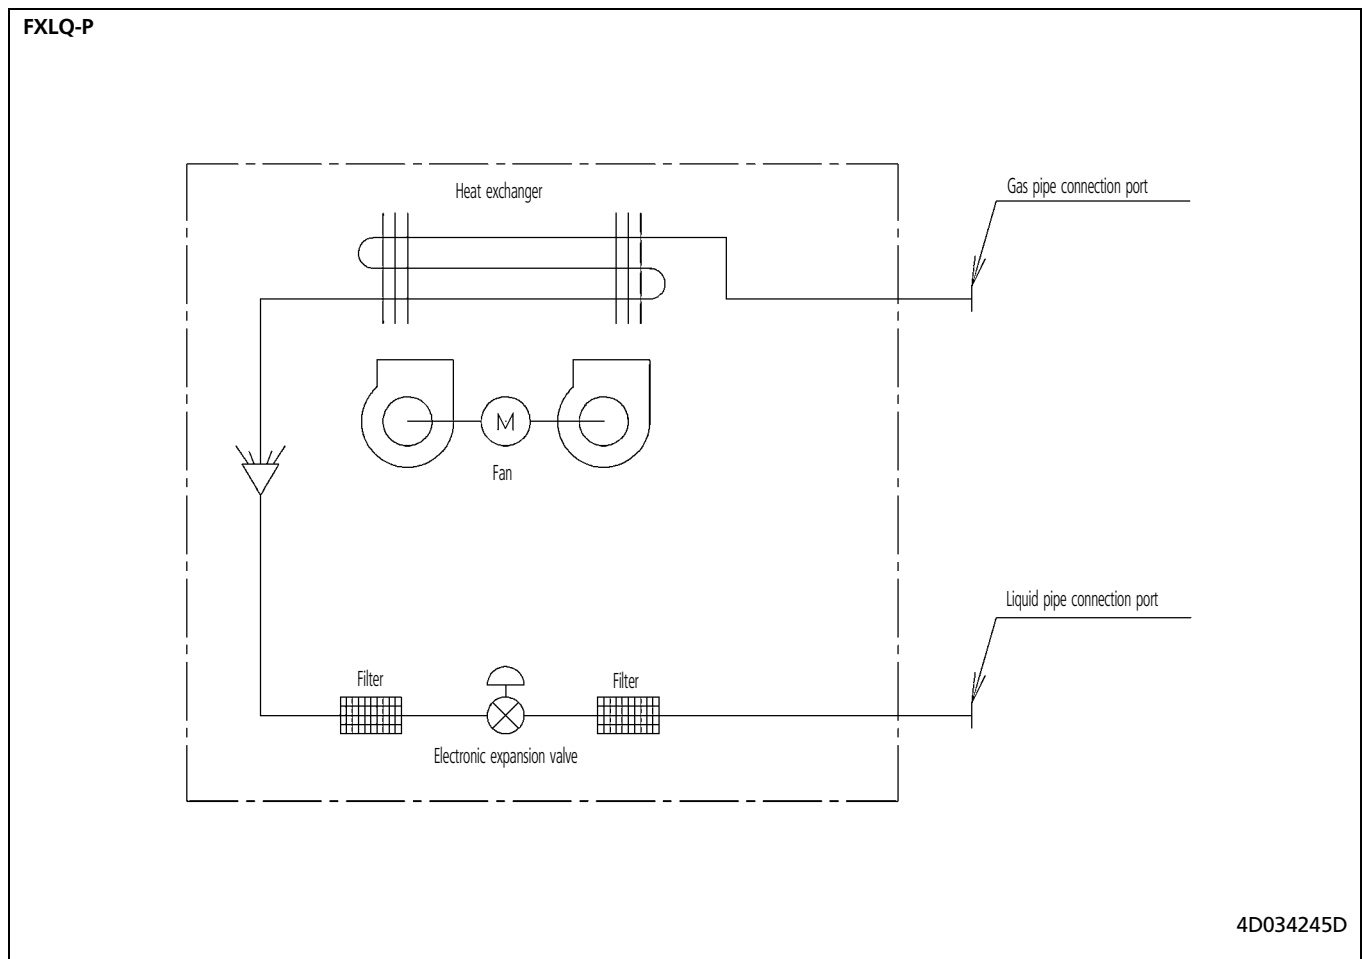 FXLQ-P
Heat exchanger
Gas pipe connection port
M
Fan
Liquid pipe connection port
Filter
Filter
Electronic expansion valve
4D034245D